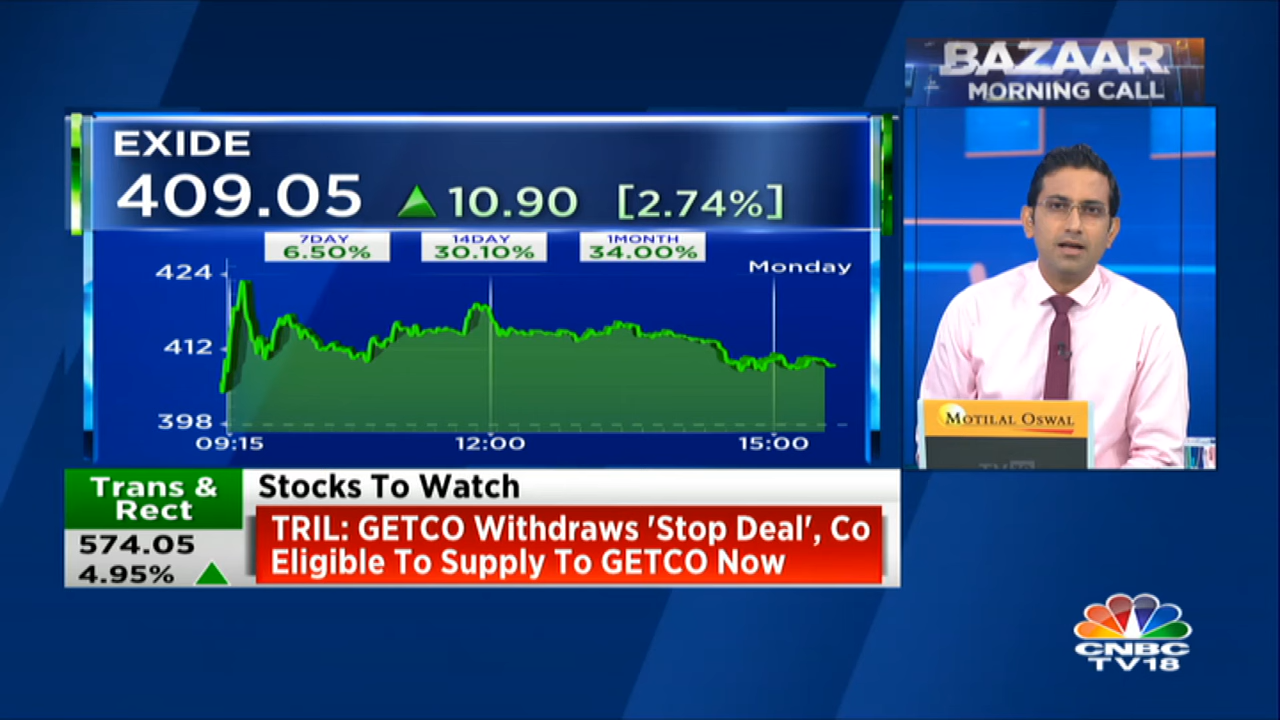 BAZAAR
MORNING CALL
EXIDE
409.05 ▲ 10.90 [2.74%]
7DAY
6.50%
14DAY
30.10%
1MONTH
34.00%
Monday
424
412
398
09:15 12:00 15:00
MOTILAL OSWAL
TV18
Trans &
Rect
574.05
4.95% ▲
Stocks To Watch
TRIL: GETCO Withdraws 'Stop Deal', Co
Eligible To Supply To GETCO Now
CNBC
TV18